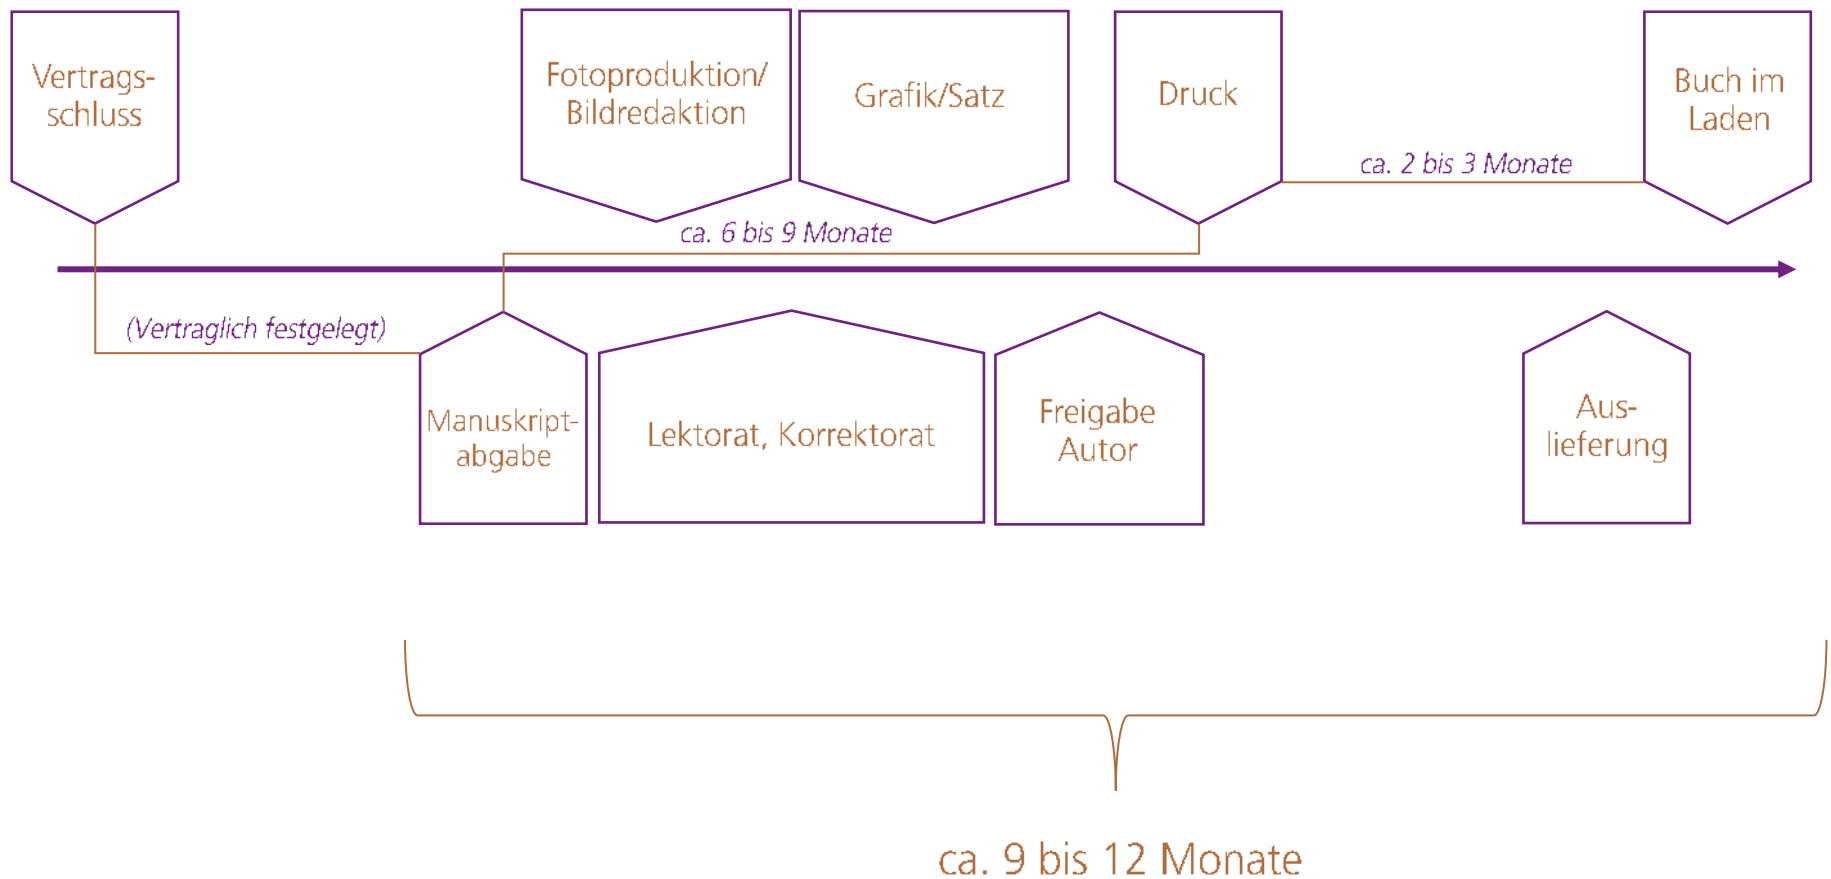 Vertrags-
schluss
Fotoproduktion/
Bildredaktion
Grafik/Satz
Druck
Buch im
Laden
ca. 2 bis 3 Monate
ca. 6 bis 9 Monate
(Vertraglich festgelegt)
Manuskript-
abgabe
Lektorat, Korrektorat
Freigabe
Autor
Aus-
lieferung
ca. 9 bis 12 Monate